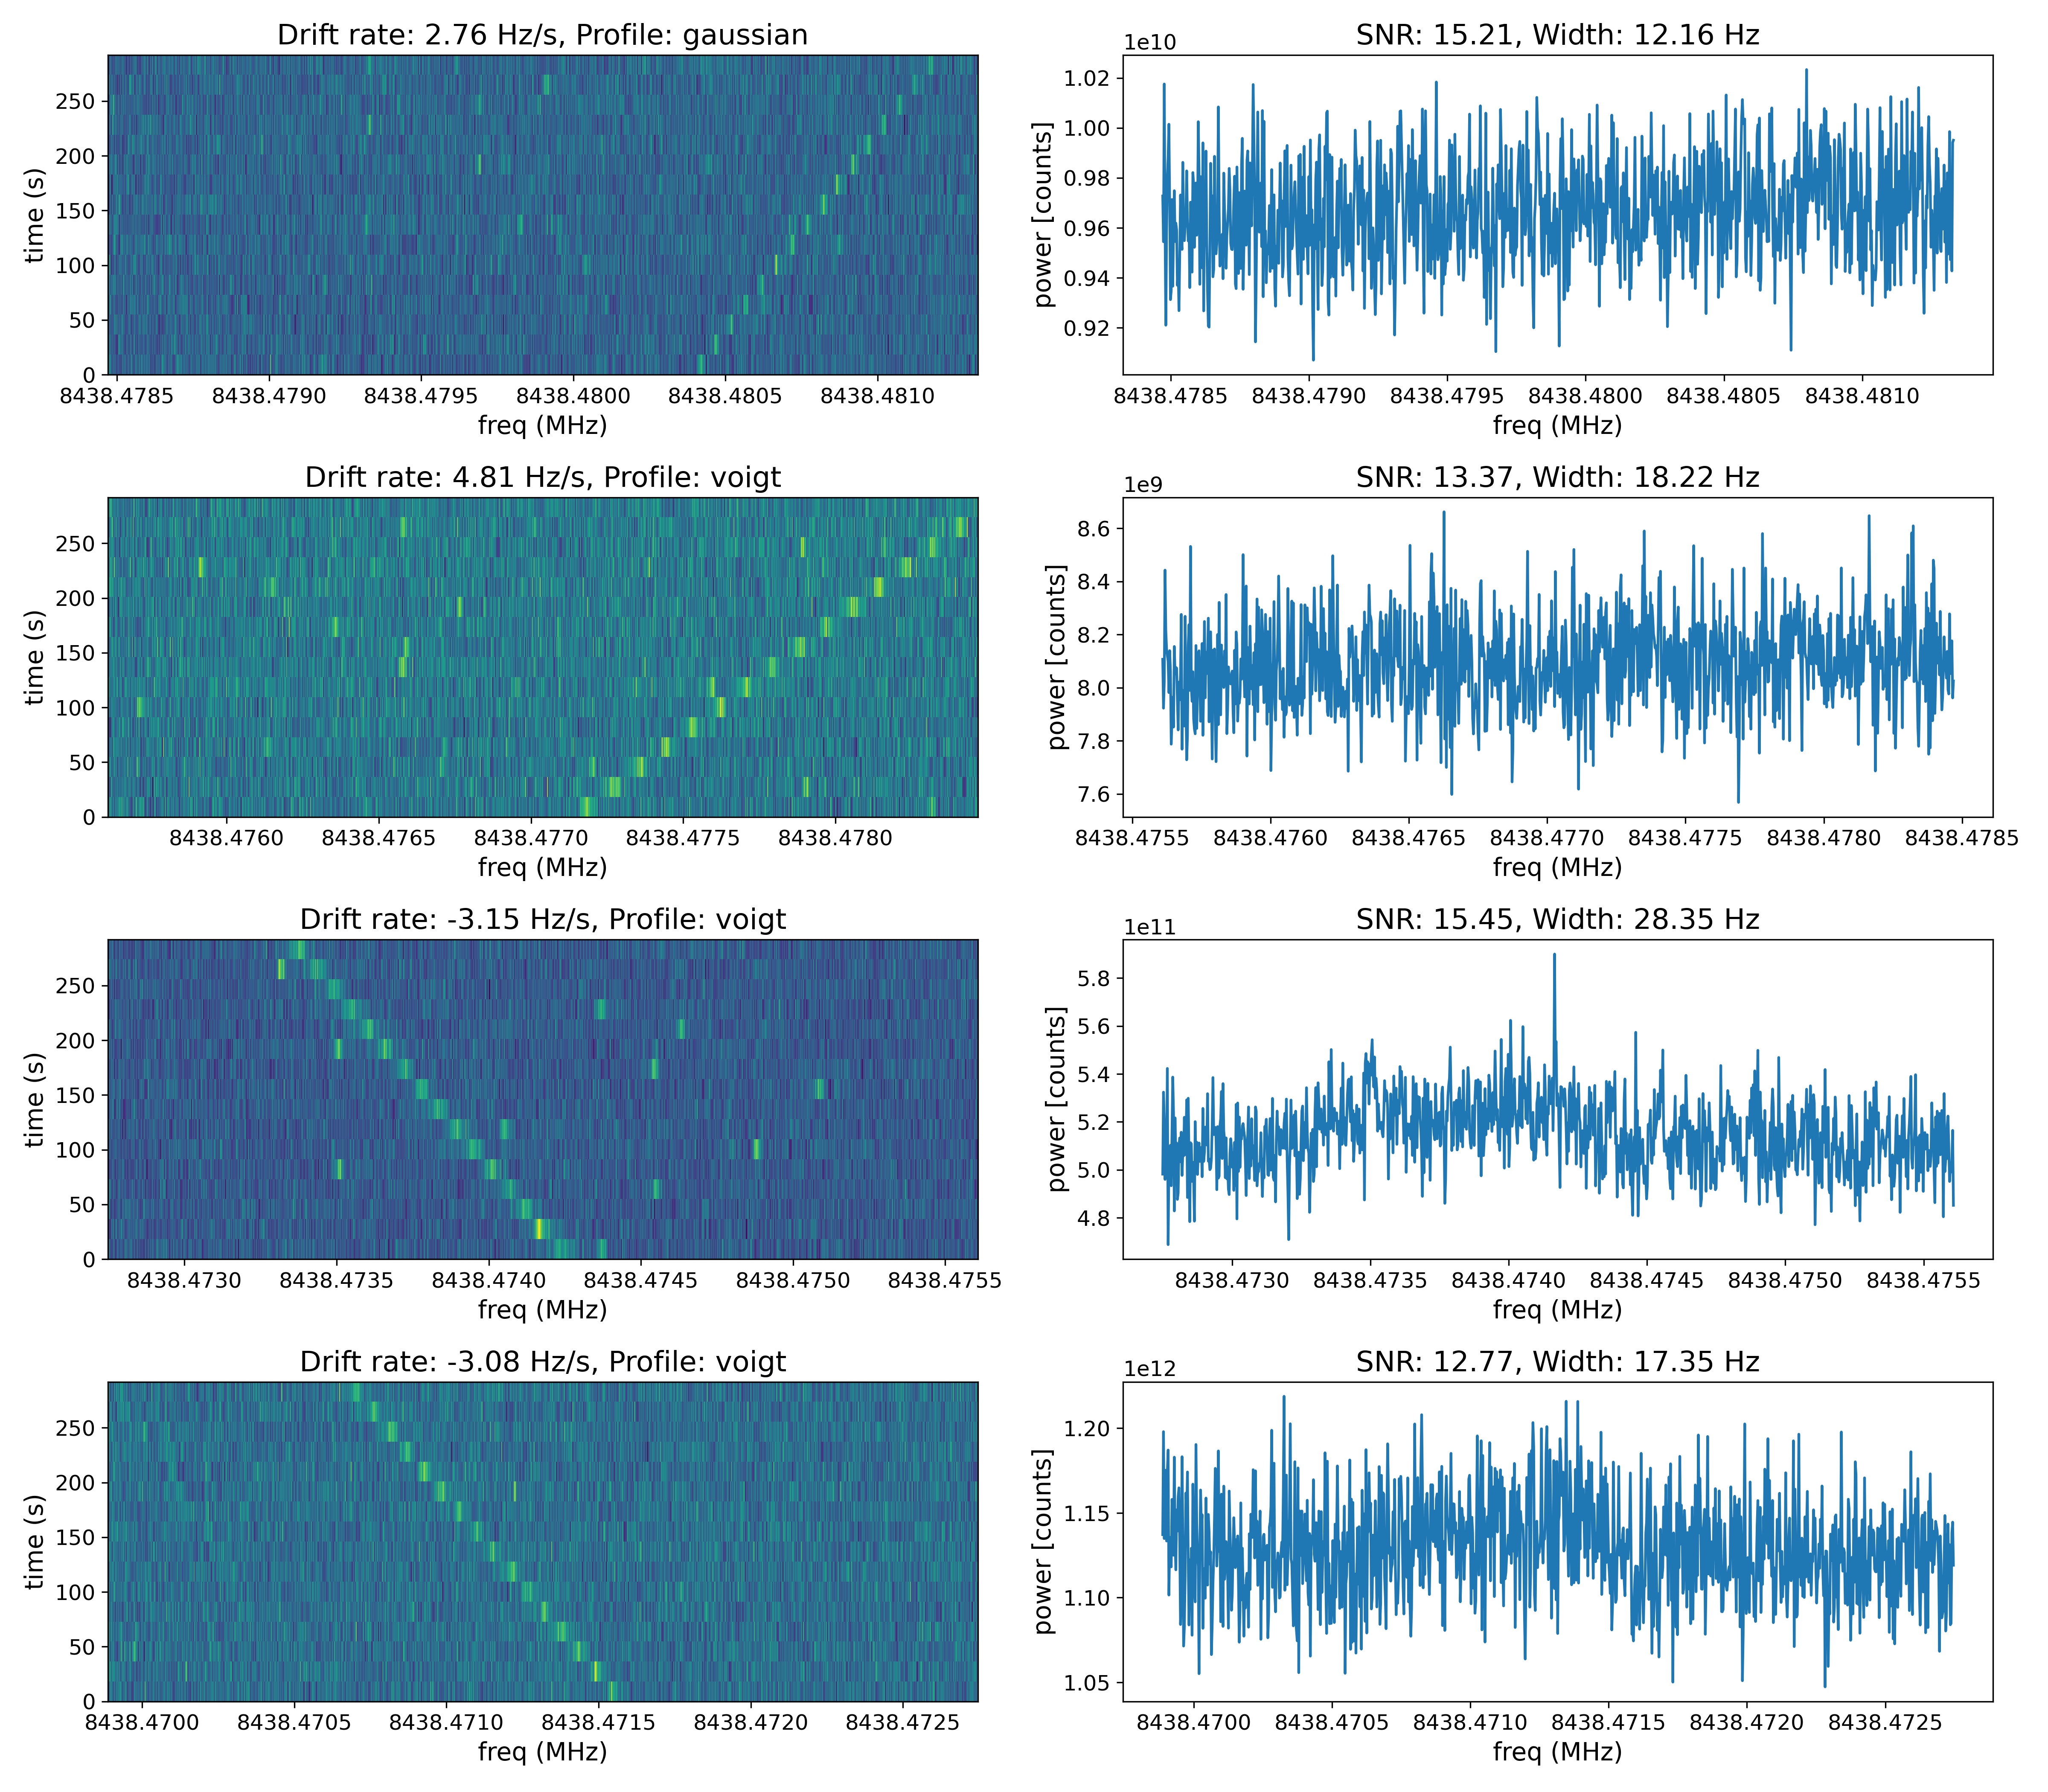 Drift rate: 2.76 Hz/s, Profile: gaussian
250
200
150
100
50
0
time (s)
8438.4785 8438.4790 8438.4795 8438.4800 8438.4805 8438.4810
freq (MHz)
SNR: 15.21, Width: 12.16 Hz
1e10
1.02
1.00
0.98
0.96
0.94
0.92
power [counts]
8438.4785 8438.4790 8438.4795 8438.4800 8438.4805 8438.4810
freq (MHz)
Drift rate: 4.81 Hz/s, Profile: voigt
250
200
150
100
50
0
time (s)
8438.4760 8438.4765 8438.4770 8438.4775 8438.4780
freq (MHz)
SNR: 13.37, Width: 18.22 Hz
1e9
8.6
8.4
8.2
8.0
7.8
7.6
power [counts]
8438.4755 8438.4760 8438.4765 8438.4770 8438.4775 8438.4780 8438.4785
freq (MHz)
Drift rate: -3.15 Hz/s, Profile: voigt
250
200
150
100
50
0
time (s)
8438.4730 8438.4735 8438.4740 8438.4745 8438.4750 8438.4755
freq (MHz)
SNR: 15.45, Width: 28.35 Hz
1e11
5.8
5.6
5.4
5.2
5.0
4.8
power [counts]
8438.4730 8438.4735 8438.4740 8438.4745 8438.4750 8438.4755
freq (MHz)
Drift rate: -3.08 Hz/s, Profile: voigt
250
200
150
100
50
0
time (s)
8438.4700 8438.4705 8438.4710 8438.4715 8438.4720 8438.4725
freq (MHz)
SNR: 12.77, Width: 17.35 Hz
1e12
1.20
1.15
1.10
1.05
power [counts]
8438.4700 8438.4705 8438.4710 8438.4715 8438.4720 8438.4725
freq (MHz)